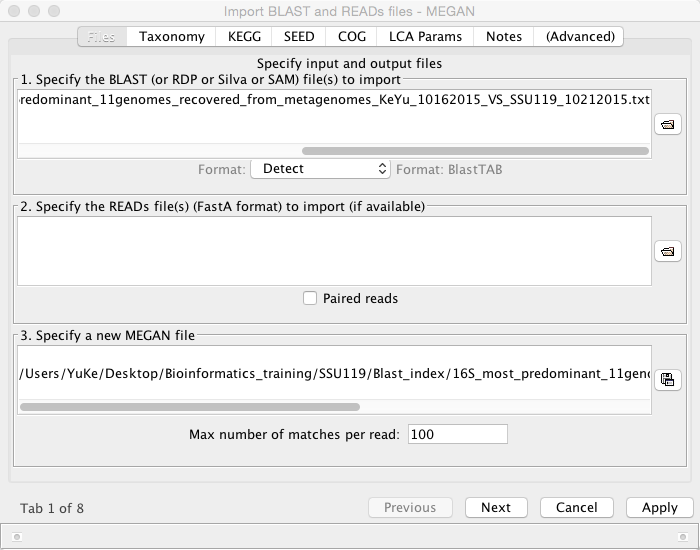 Import BLAST and READs files - MEGAN
Files Taxonomy KEGG SEED COG LCA Params Notes (Advanced)
Specify input and output files
1. Specify the BLAST (or RDP or Silva or SAM) file(s) to import
redominant_11genomes_recovered_from_metagenomes_KeYu_10162015_VS_SSU119_10212015.txt
Format: Detect Format: BlastTAB
2. Specify the READs file(s) (FastA format) to import (if available)
Paired reads
3. Specify a new MEGAN file
/Users/YuKe/Desktop/Bioinformatics_training/SSU119/Blast_index/16S_most_predominant_11geno
Max number of matches per read: 100
Tab 1 of 8 Previous Next Cancel Apply